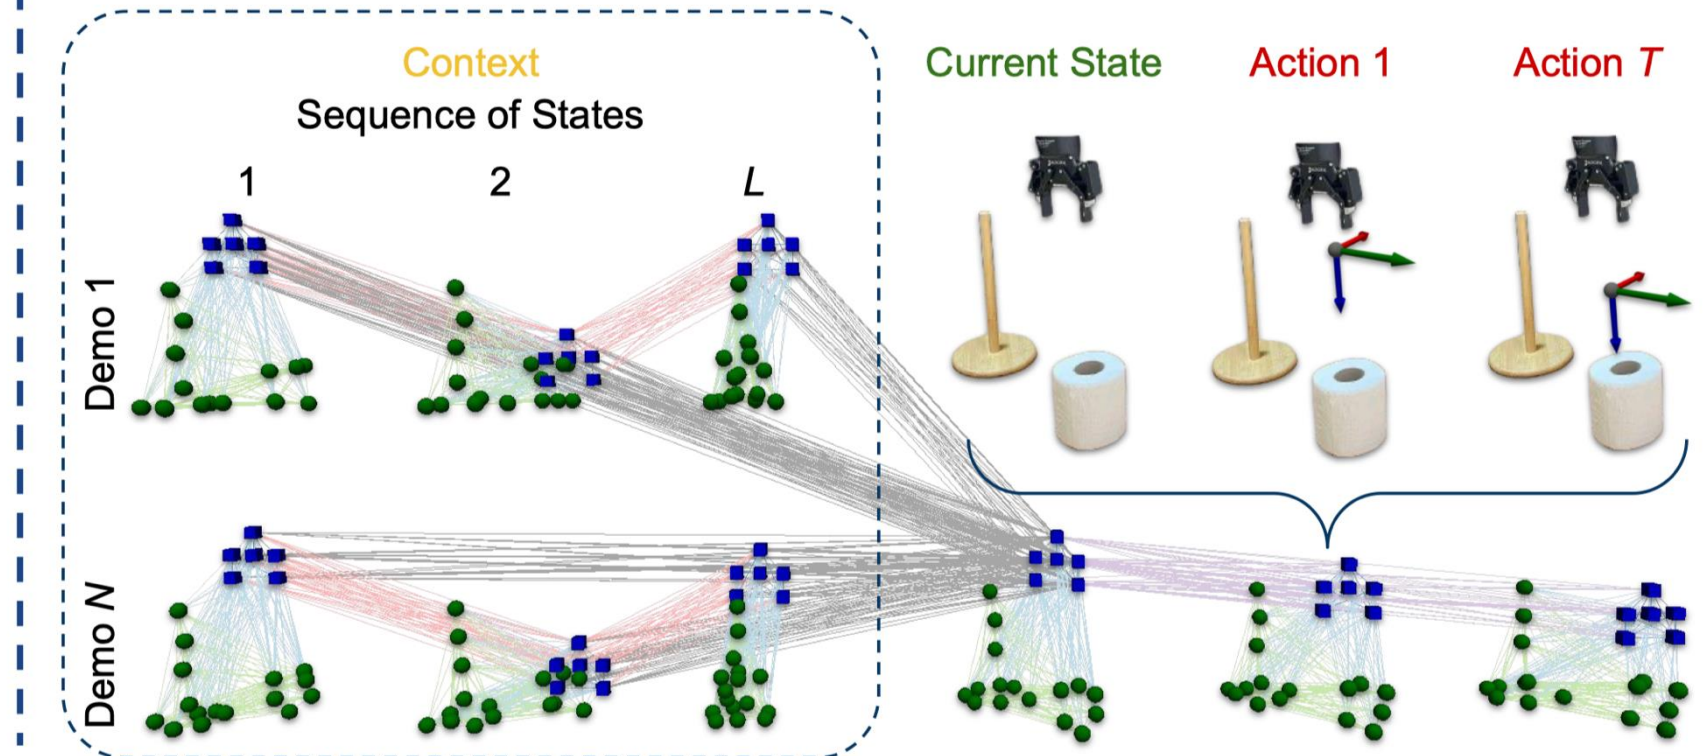 Context
Sequence of States
1
2
L
Demo 1
Demo N
Current State
Action 1
Action T